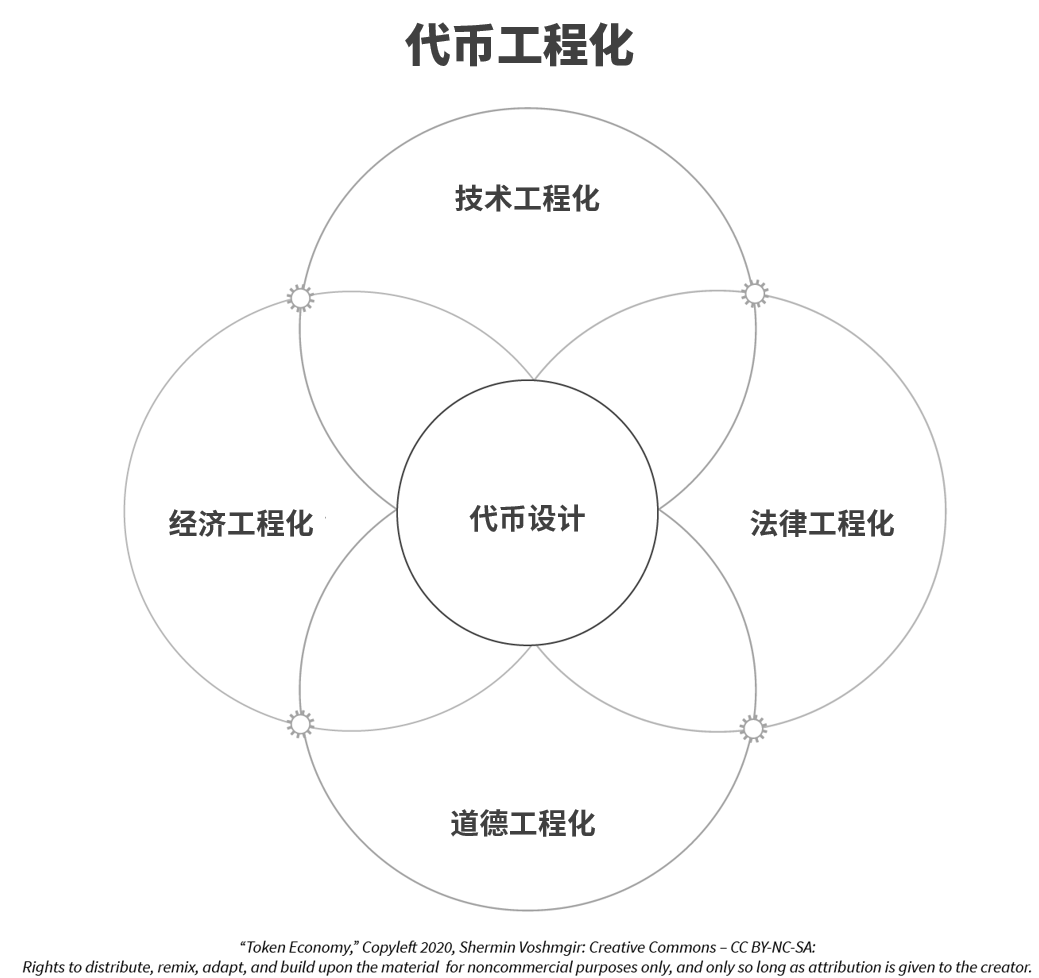 代币工程化
技术工程化
经济工程化
代币设计
法律工程化
道德工程化
“Token Economy,” Copyleft 2020, Shermin Voshmgir: Creative Commons – CC BY-NC-SA:
Rights to distribute, remix, adapt, and build upon the material for noncommercial purposes only, and only so long as attribution is given to the creator.